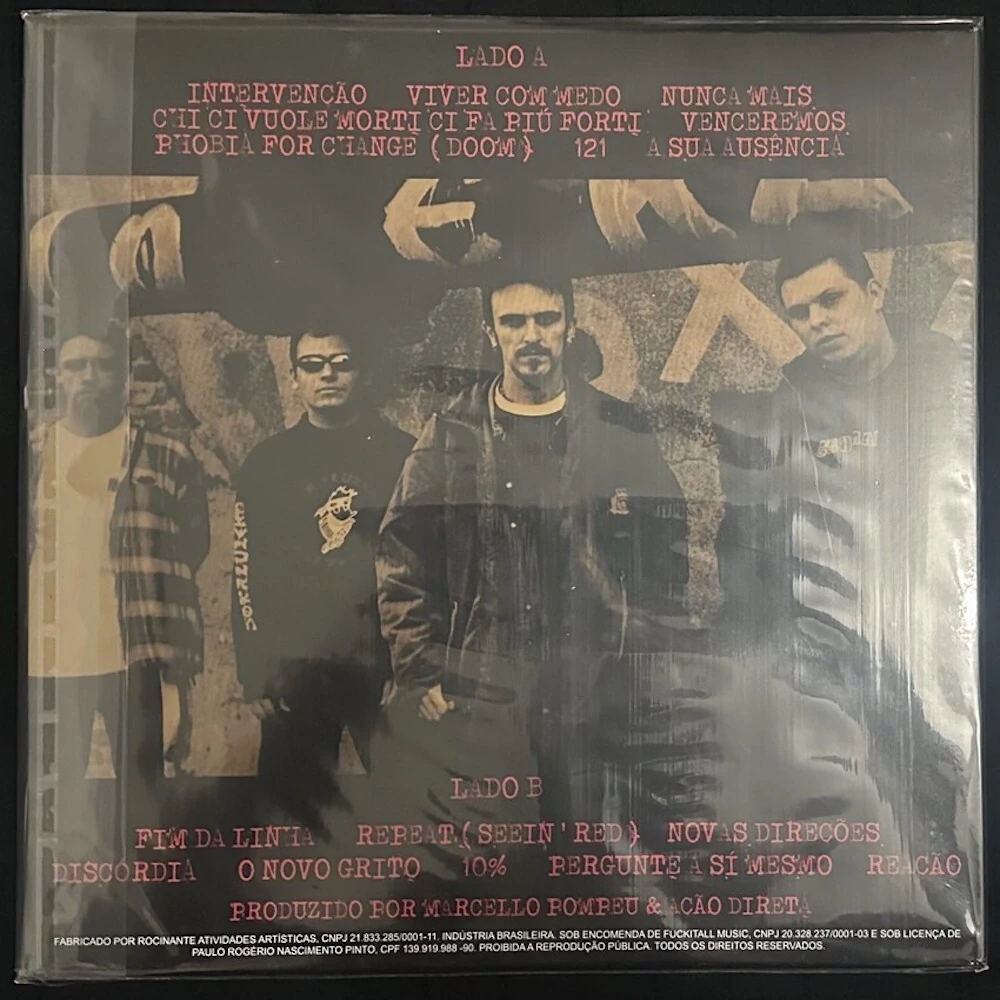 LADO A
INTERVENÇÃO VIVER COM MEDO NUNCA MAIS
CHI CI VUOLE MORTI CI FA PIÚ FORTI VENCEREMOS
PHOBIA FOR CHANGE (DOOM) 121 A SUA AUSÊNCIA
LADO B
FIM DA LINHA REPEAT (SEEIN'RED) NOVAS DIREÇÕES
DISCÓRDIA O NOVO GRITO 10% PERGUNTE A SÍ MESMO REAÇÃO
PRODUZIDO POR MARCELLO POMPEU & AÇÃO DIRETA
FABRICADO POR ROCINANTE ATIVIDADES ARTÍSTICAS, CNPJ 21.833.285/0001-11, INDÚSTRIA BRASILEIRA. SOB ENCOMENDA DE FUCKITALL MUSIC, CNPJ 20.328.237/0001-03 E SOB LICENÇA DE
PAULO ROGÉRIO NASCIMENTO PINTO, CPF 139.919.988 -90. PROIBIDA A REPRODUÇÃO PÚBLICA. TODOS OS DIREITOS RESERVADOS.